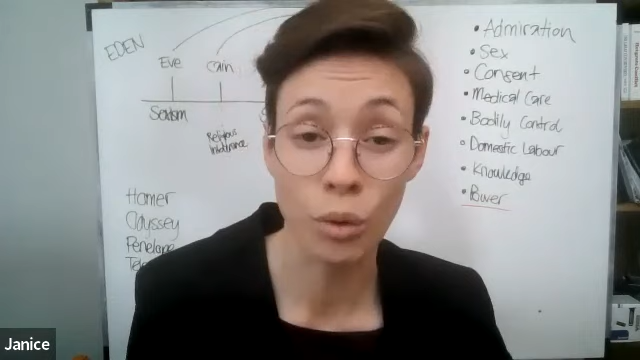 EDEN
Eve
Cain
Sexism
Religious
Intolerance
Homer
Odyssey
Penelope
• Admiration
• Sex
• Consent
• Medical Care
• Bodily Control
• Domestic Labour
• Knowledge
• Power
Janice